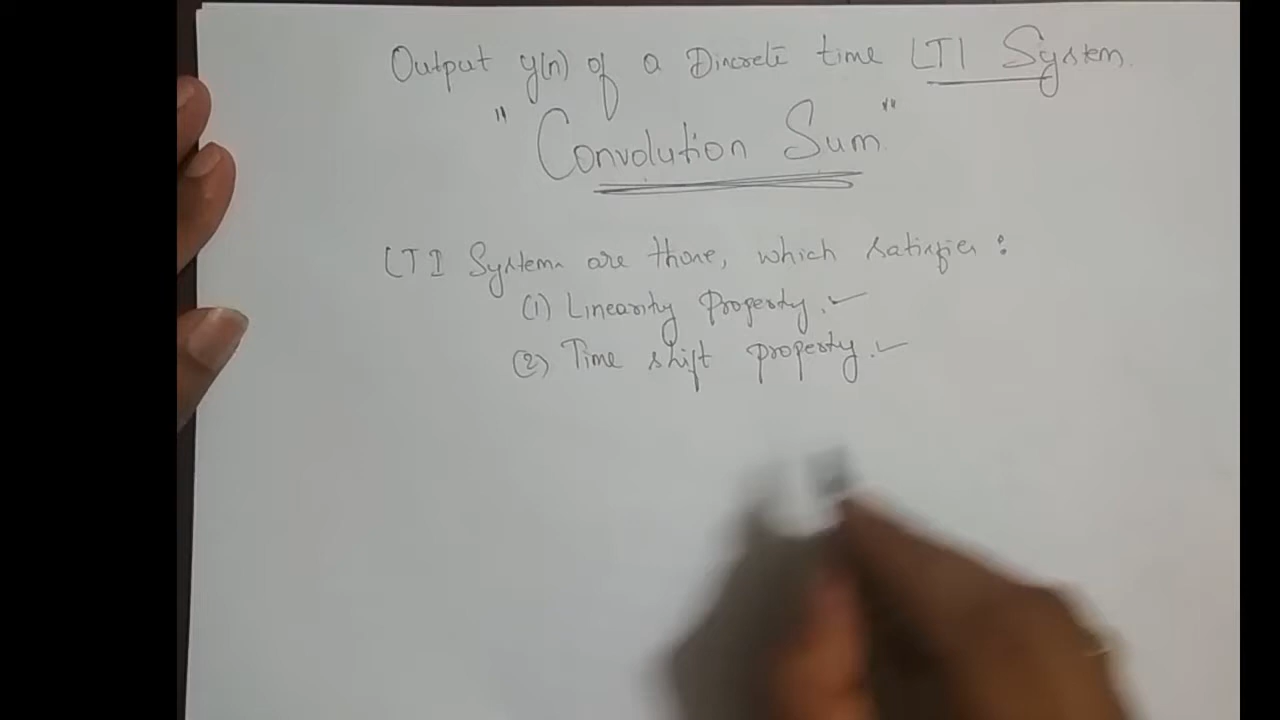 Output y(n) of a Discrete time LTI System.
"Convolution Sum"
LTI Systems are those, which satisfies :
(1) Linearity Property. ✓
(2) Time shift property. ✓